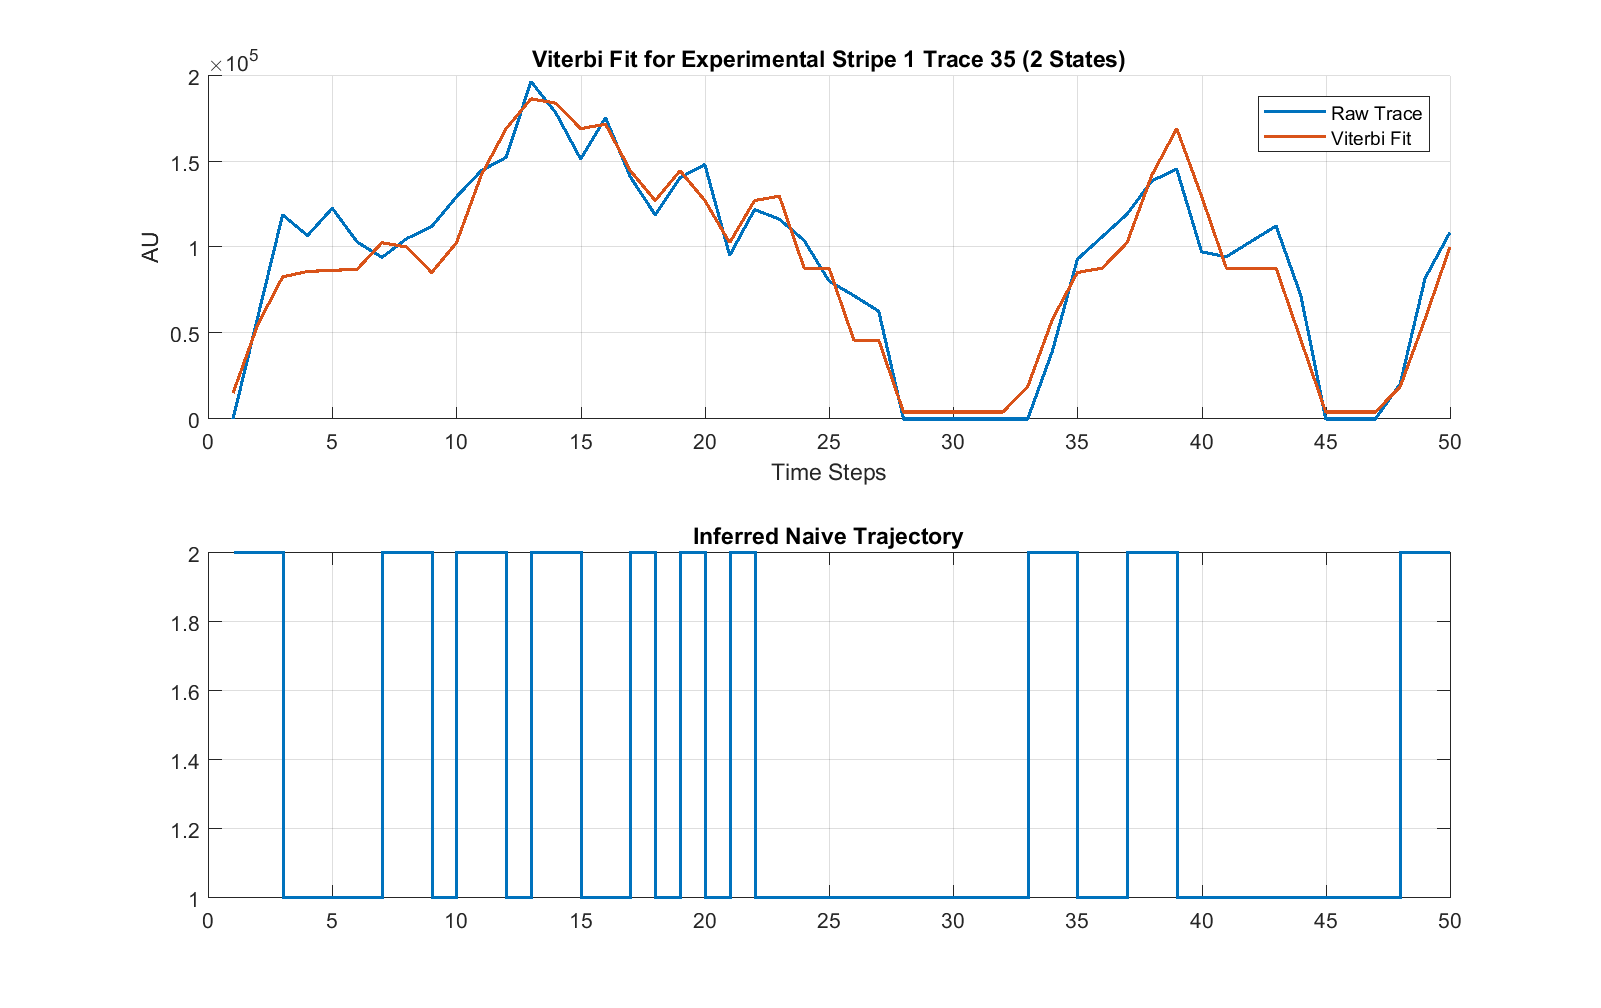 Viterbi Fit for Experimental Stripe 1 Trace 35 (2 States)
×10^5
2
1.5
1
0.5
0
AU
Raw Trace
Viterbi Fit
0 5 10 15 20 25 30 35 40 45 50
Time Steps
Inferred Naive Trajectory
2
1.8
1.6
1.4
1.2
1
0 5 10 15 20 25 30 35 40 45 50